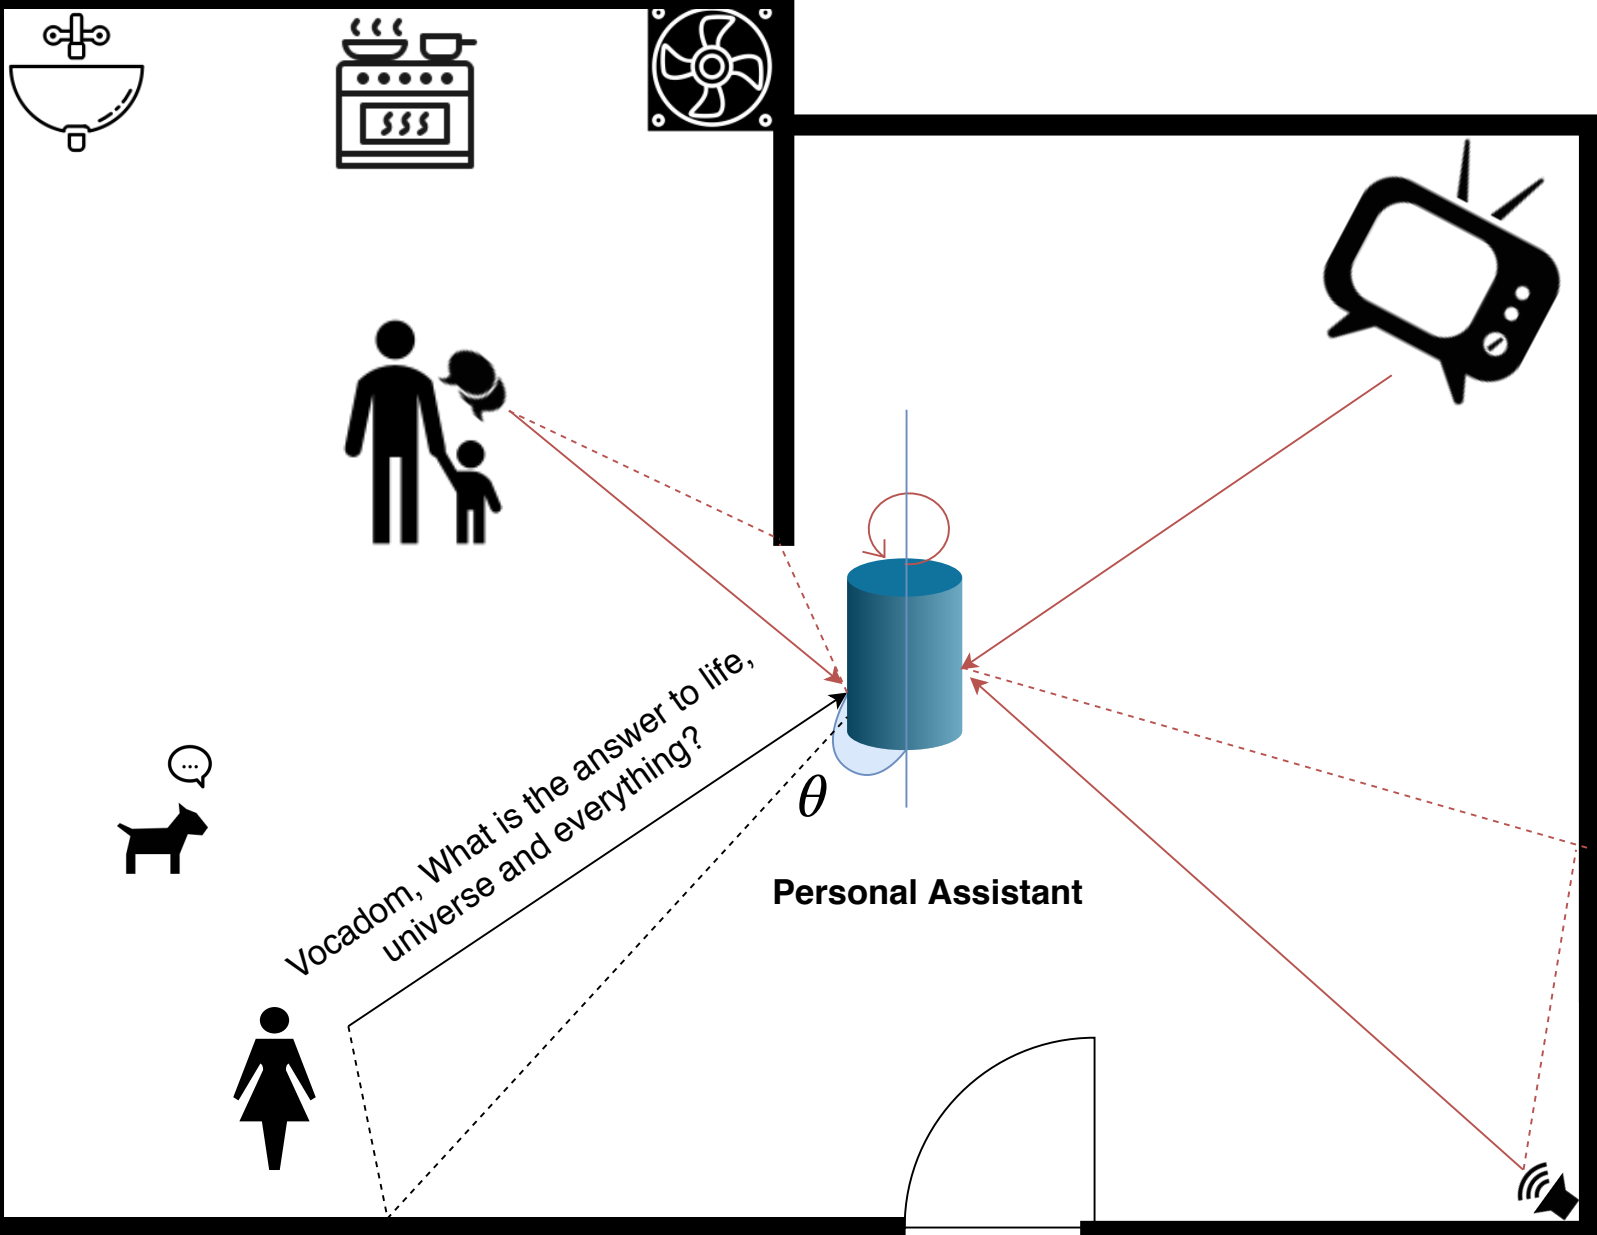 Vocadom, What is the answer to life,
universe and everything?
θ
Personal Assistant
...